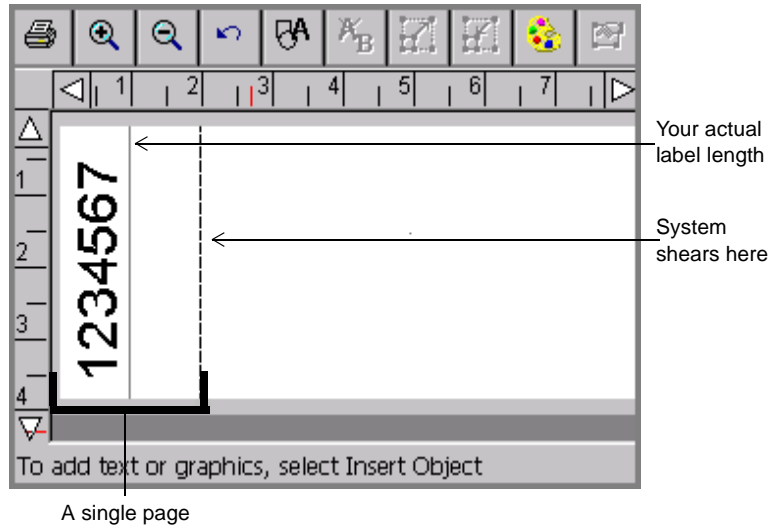 A
A
B
1 2 3 4 5 6 7
Your actual
label length
1
1234567
System
2
shears here
3
4
To add text or graphics, select Insert Object
A single page